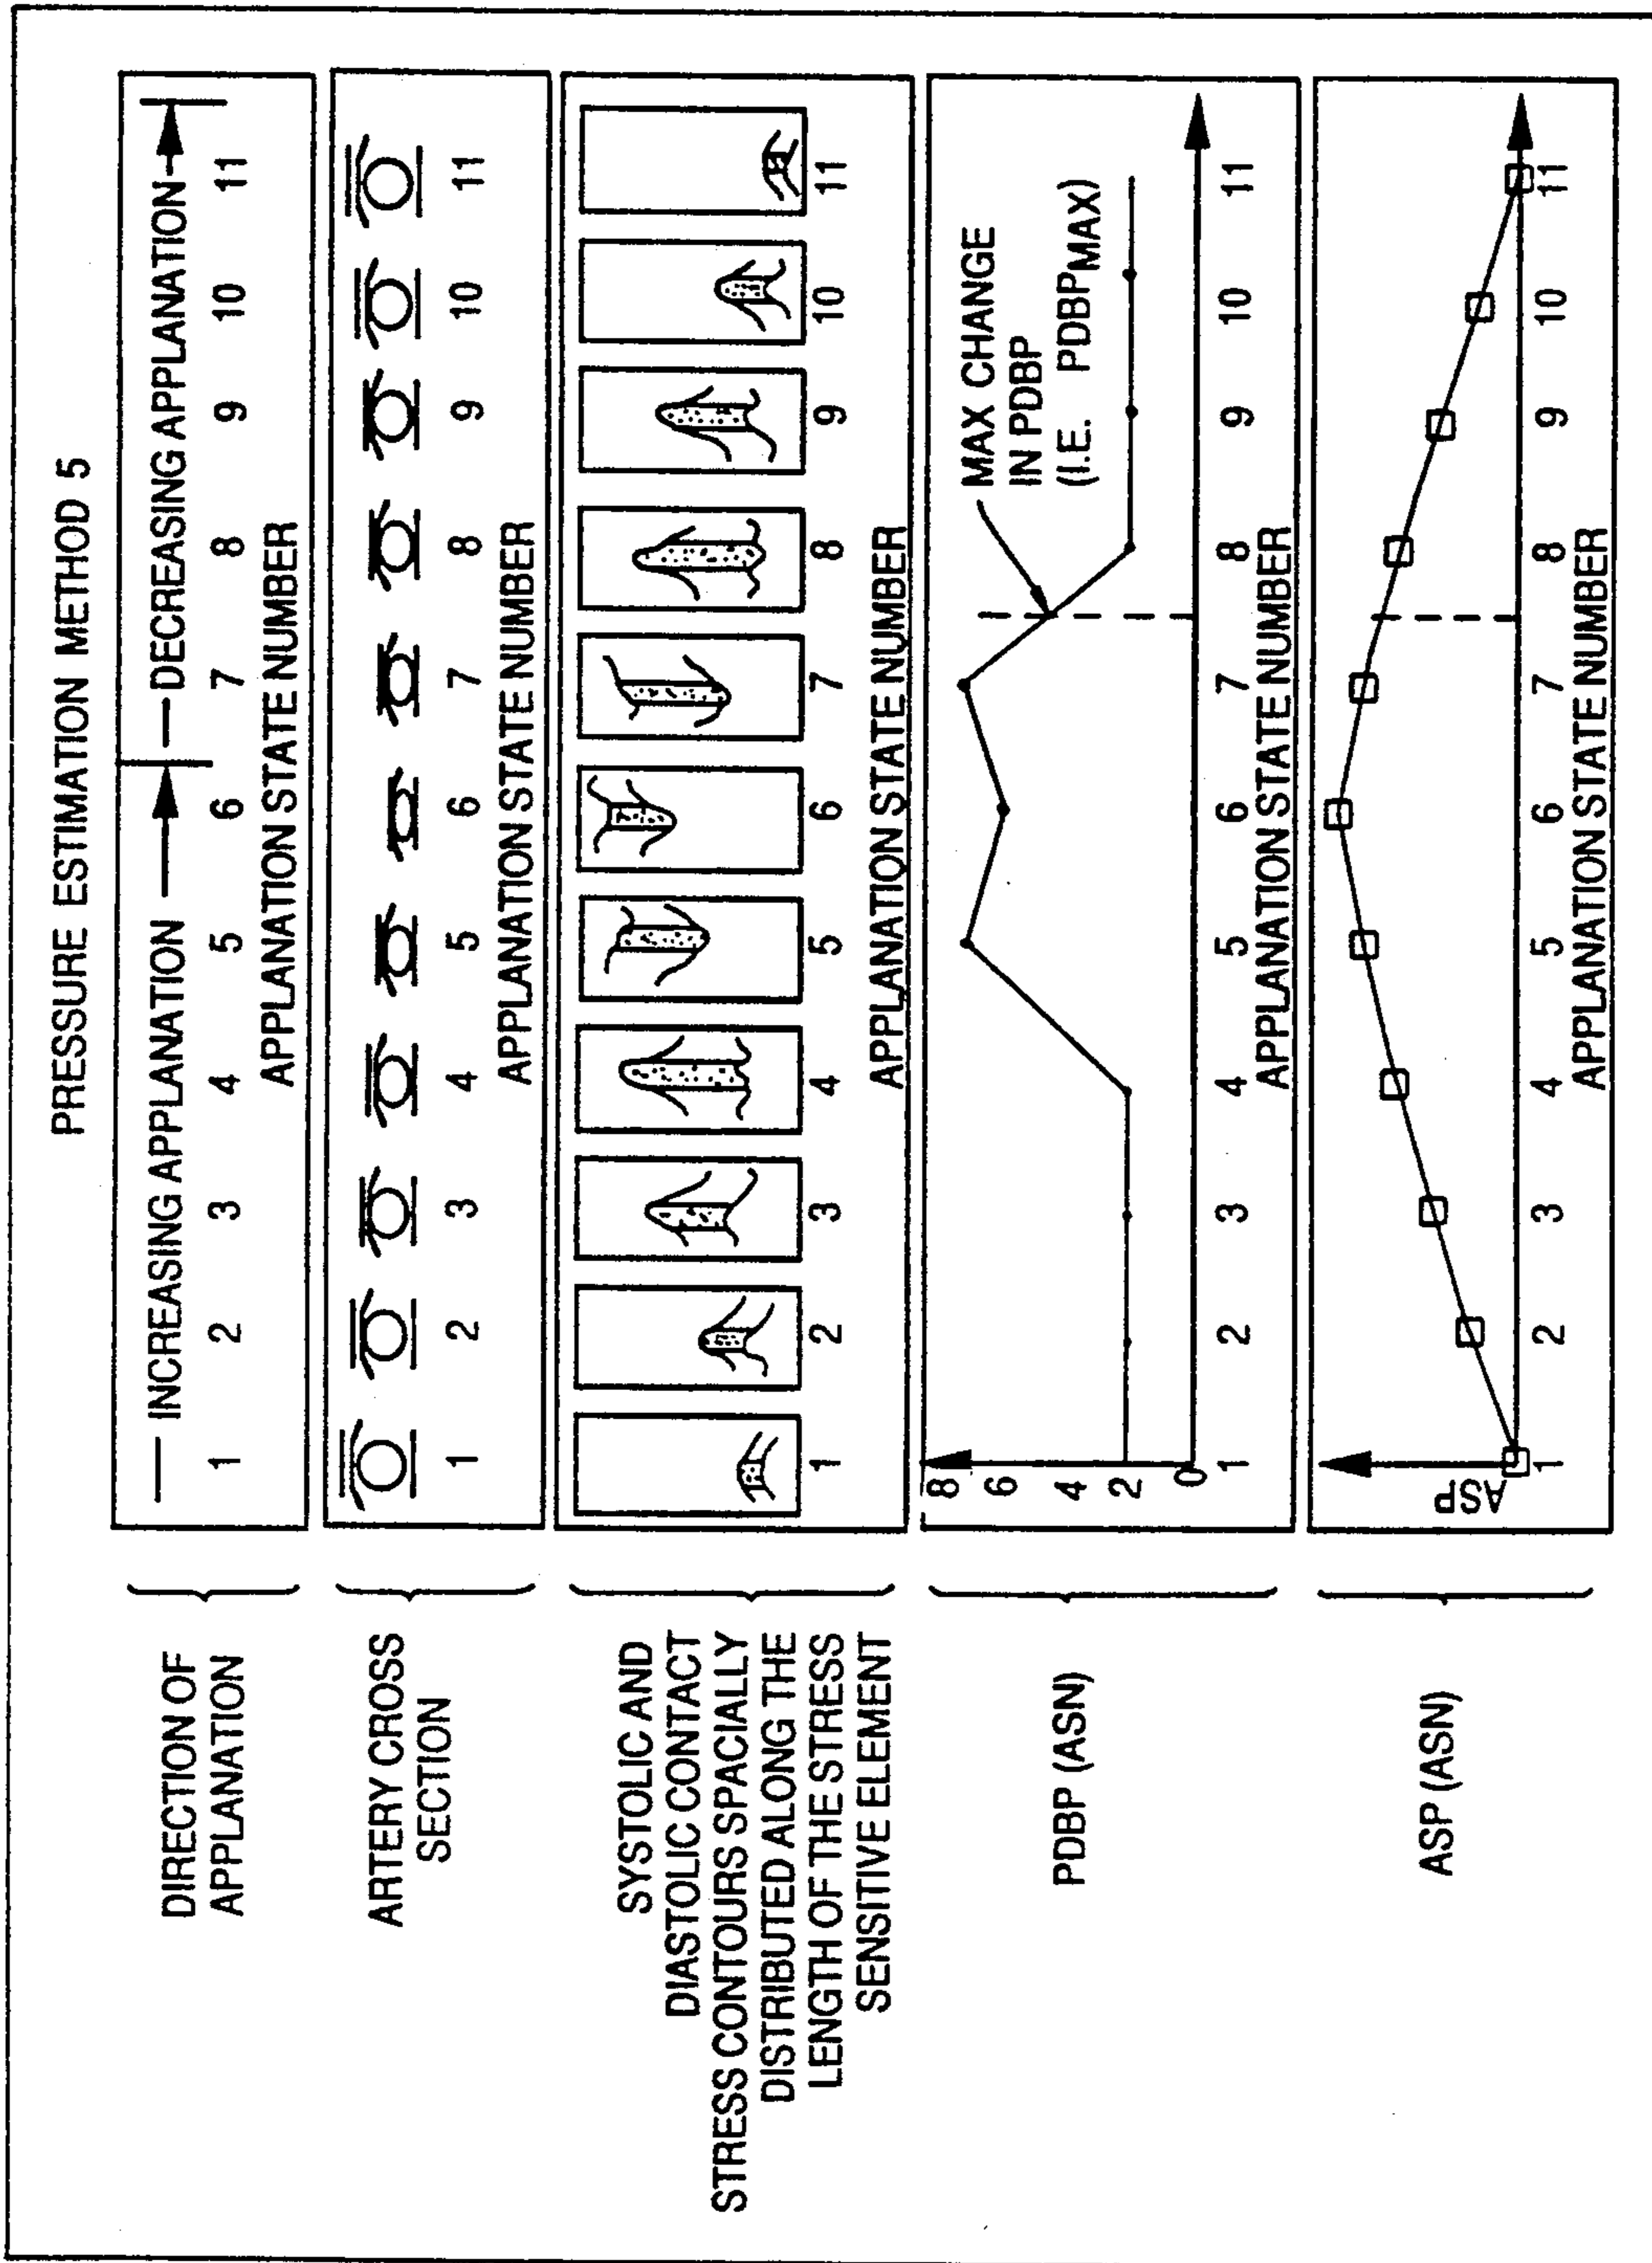 PRESSURE ESTIMATION METHOD 5
DIRECTION OF
APPLANATION
INCREASING APPLANATION
DECREASING APPLANATION
1 2 3 4 5 6 7 8 9 10 11
APPLANATION STATE NUMBER
ARTERY CROSS
SECTION
1 2 3 4 5 6 7 8 9 10 11
APPLANATION STATE NUMBER
SYSTOLIC AND
DIASTOLIC CONTACT
STRESS CONTOURS SPACIALLY
DISTRIBUTED ALONG THE
LENGTH OF THE STRESS
SENSITIVE ELEMENT
1 2 3 4 5 6 7 8 9 10 11
APPLANATION STATE NUMBER
PDBP (ASN)
8
6
4
2
0
MAX CHANGE
IN PDBP
(I.E. PDBPMAX)
1 2 3 4 5 6 7 8 9 10 11
APPLANATION STATE NUMBER
ASP (ASN)
ASP
1 2 3 4 5 6 7 8 9 10 11
APPLANATION STATE NUMBER